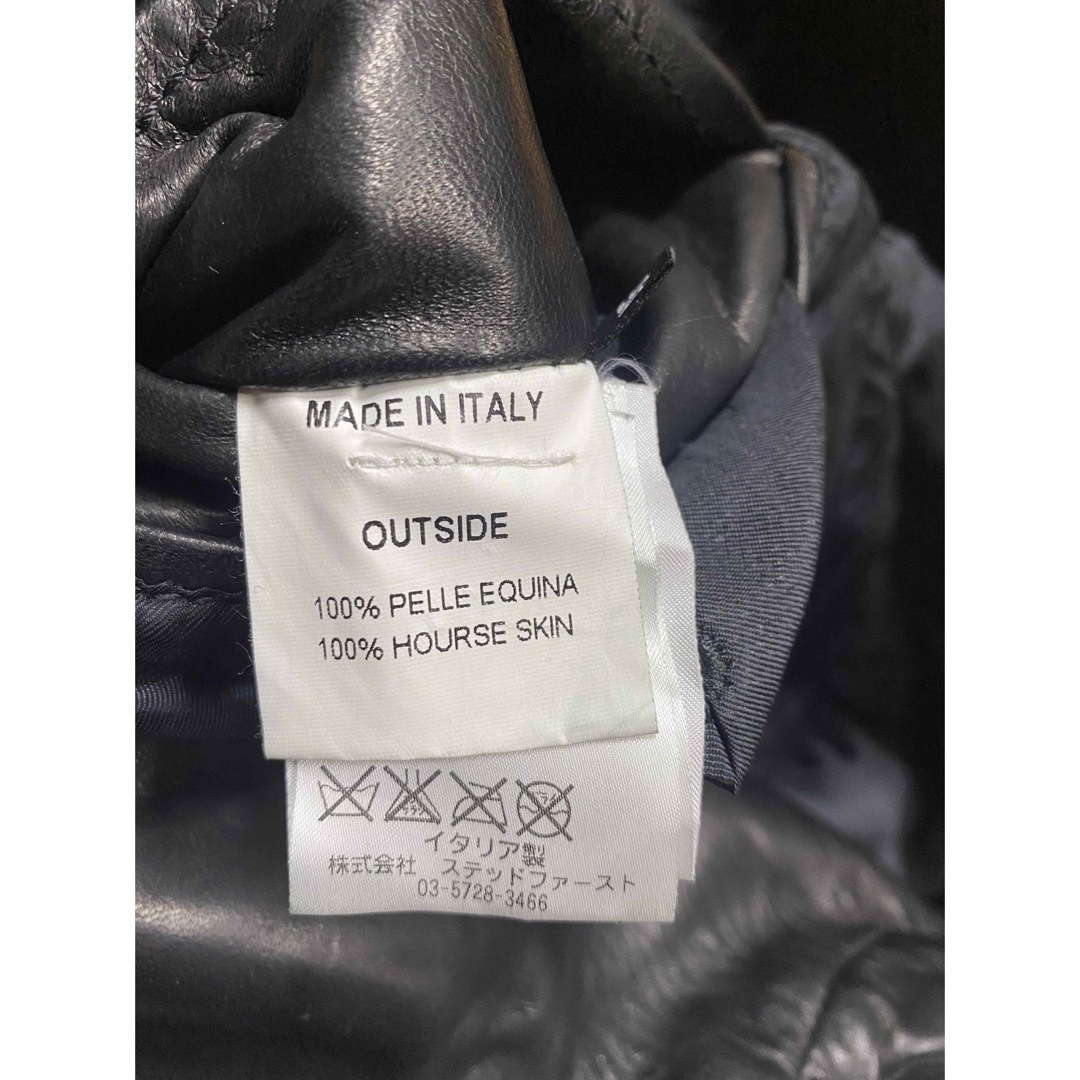 MADE IN ITALY
OUTSIDE
100% PELLE EQUINA
100% HOURSE SKIN
イタリア製
株式会社 ステッドファースト
03-5728-3466